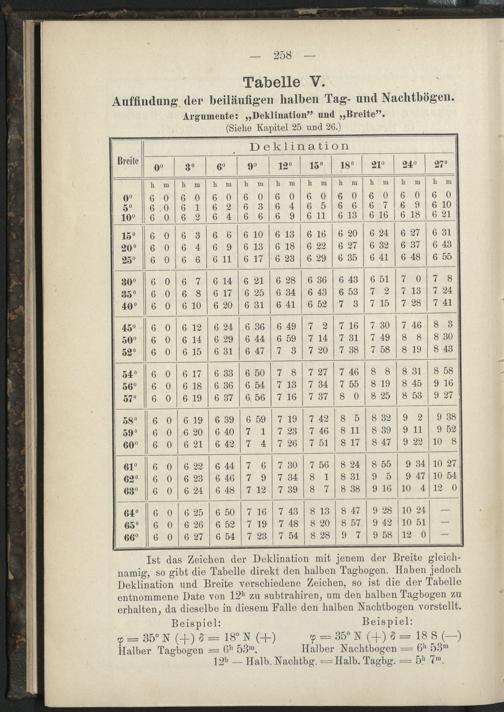 — 258 —
Tabelle V.
Auffindung der beiläufigen halben Tag- und Nachtbögen.
Argumente: „Deklination" und „Breite".
(Siehe Kapitel 25 und 26.)
Breite Deklination
0° 3° 6° 9° 12° 15° 18° 21° 24° 27°
h m h m h m h m h m h m h m h m h m h m
0° 6 0 6 0 6 0 6 0 6 0 6 0 6 0 6 0 6 0 6 0
5° 6 0 6 1 6 2 6 3 6 4 6 5 6 6 6 7 6 9 6 10
10° 6 0 6 2 6 4 6 6 6 9 6 11 6 13 6 16 6 18 6 21
15° 6 0 6 3 6 6 6 10 6 13 6 16 6 20 6 24 6 27 6 31
20° 6 0 6 4 6 9 6 13 6 18 6 22 6 27 6 32 6 37 6 43
25° 6 0 6 6 6 11 6 17 6 23 6 29 6 35 6 41 6 48 6 55
30° 6 0 6 7 6 14 6 21 6 28 6 36 6 43 6 51 7 0 7 8
35° 6 0 6 8 6 17 6 25 6 34 6 43 6 53 7 2 7 13 7 24
40° 6 0 6 10 6 20 6 31 6 41 6 52 7 3 7 15 7 28 7 41
45° 6 0 6 12 6 24 6 36 6 49 7 2 7 16 7 30 7 46 8 3
50° 6 0 6 14 6 29 6 44 6 59 7 14 7 31 7 49 8 8 8 30
52° 6 0 6 15 6 31 6 47 7 3 7 20 7 38 7 58 8 19 8 43
54° 6 0 6 17 6 33 6 50 7 8 7 27 7 46 8 8 8 31 8 58
56° 6 0 6 18 6 36 6 54 7 13 7 34 7 55 8 19 8 45 9 16
57° 6 0 6 19 6 37 6 56 7 16 7 37 8 0 8 25 8 53 9 27
58° 6 0 6 19 6 39 6 59 7 19 7 42 8 5 8 32 9 2 9 38
59° 6 0 6 20 6 40 7 1 7 23 7 46 8 11 8 39 9 11 9 52
60° 6 0 6 21 6 42 7 4 7 26 7 51 8 17 8 47 9 22 10 8
61° 6 0 6 22 6 44 7 6 7 30 7 56 8 24 8 55 9 34 10 27
62° 6 0 6 23 6 46 7 9 7 34 8 1 8 31 9 5 9 47 10 54
63° 6 0 6 24 6 48 7 12 7 39 8 7 8 38 9 16 10 4 12 0
64° 6 0 6 25 6 50 7 16 7 43 8 13 8 47 9 28 10 24 —
65° 6 0 6 26 6 52 7 19 7 48 8 20 8 57 9 42 10 51 —
66° 6 0 6 27 6 54 7 23 7 54 8 28 9 7 9 58 12 0 —
Ist das Zeichen der Deklination mit jenem der Breite gleich-
namig, so gibt die Tabelle direkt den halben Tagbogen. Haben jedoch
Deklination und Breite verschiedene Zeichen, so ist die der Tabelle
entnommene Date von 12ʰ zu subtrahiren, um den halben Tagbogen zu
erhalten, da dieselbe in diesem Falle den halben Nachtbogen vorstellt.
Beispiel: Beispiel:
φ = 35° N (+) δ = 18° N (+) φ = 35° N (+) δ = 18 S (—)
Halber Tagbogen = 6ʰ 53ᵐ. Halber Nachtbogen = 6ʰ 53ᵐ
12ʰ — Halb. Nachtbg. = Halb. Tagbg. = 5ʰ 7ᵐ.